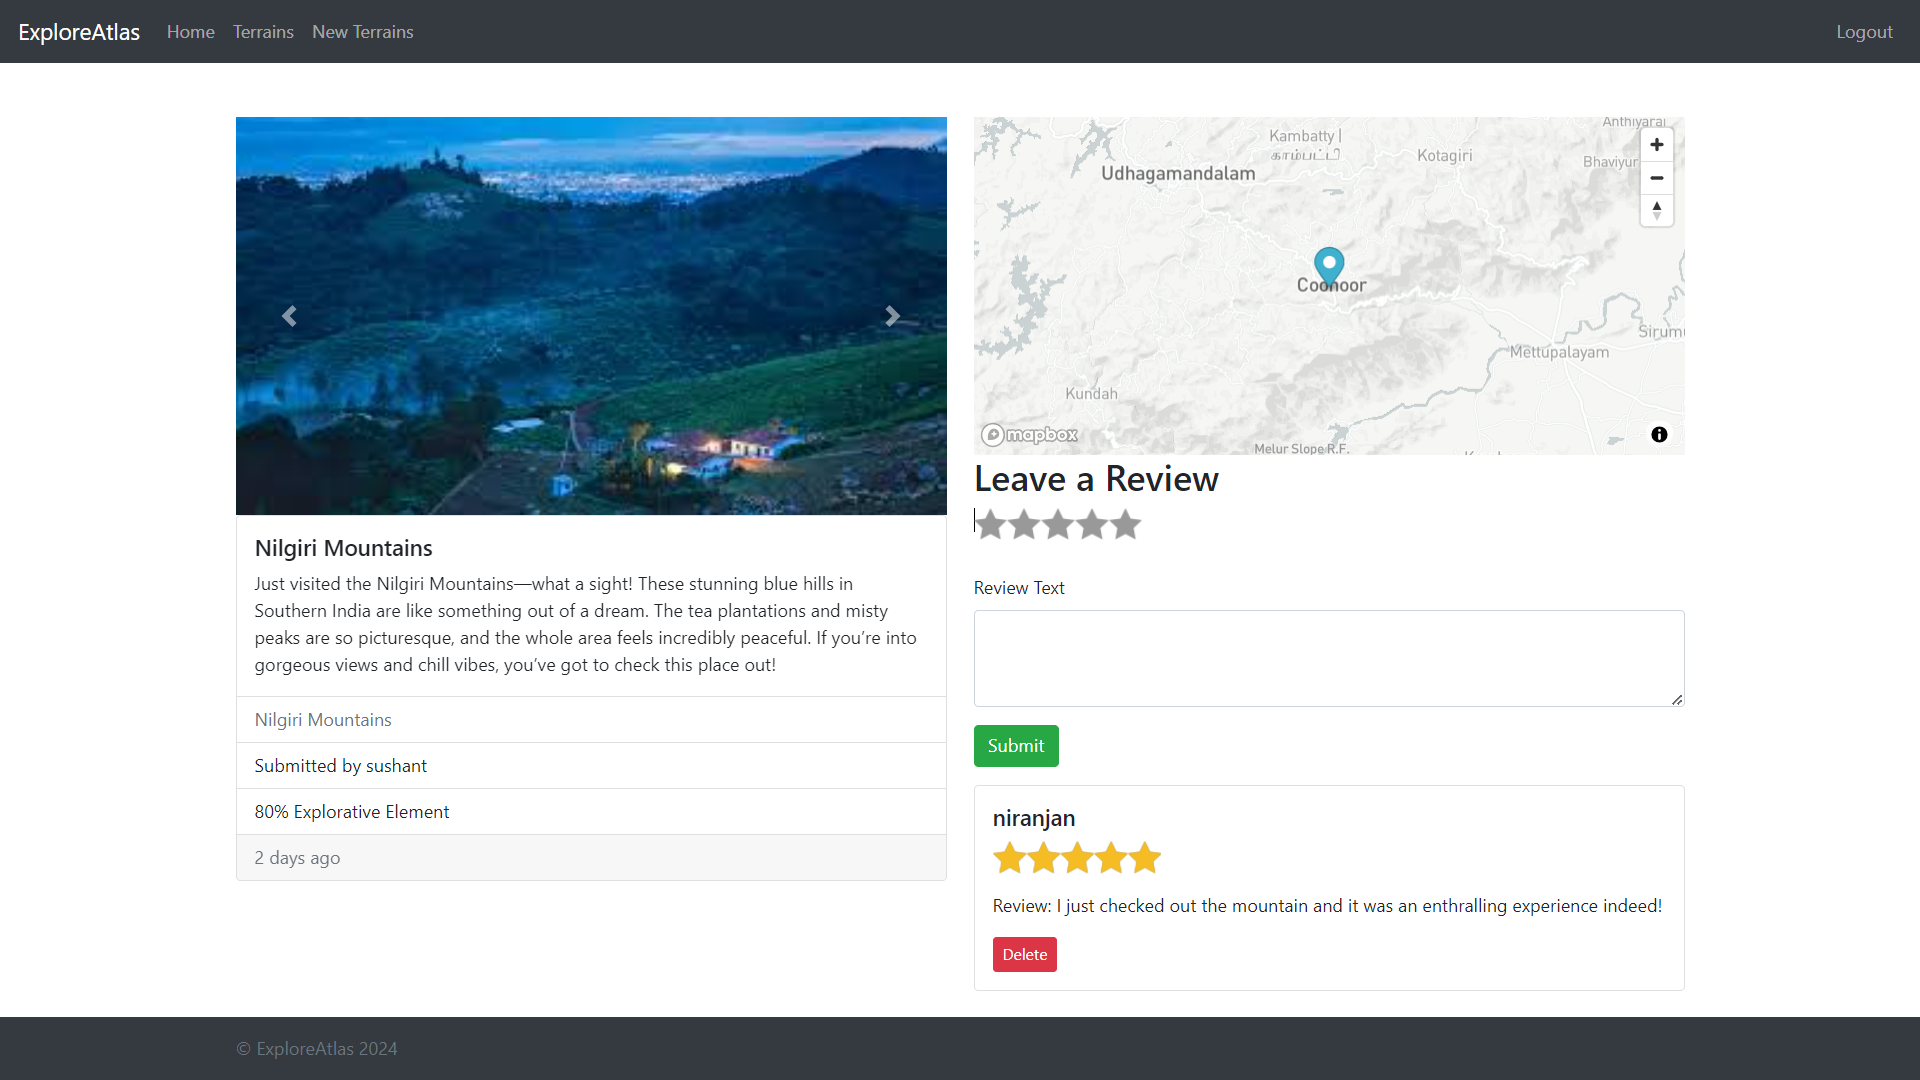 ExploreAtlas Home Terrains New Terrains Logout
Nilgiri Mountains
Just visited the Nilgiri Mountains—what a sight! These stunning blue hills in
Southern India are like something out of a dream. The tea plantations and misty
peaks are so picturesque, and the whole area feels incredibly peaceful. If you’re into
gorgeous views and chill vibes, you’ve got to check this place out!
Nilgiri Mountains
Submitted by sushant
80% Explorative Element
2 days ago
Anthiyarai
Kambatty |
காம்பட்டி
Kotagiri
Bhaviyur
Udhagamandalam
Coonoor
Sirumu
Mettupalayam
Kundah
mapbox
Melur Slope R.F.
Leave a Review
Review Text
Submit
niranjan
Review: I just checked out the mountain and it was an enthralling experience indeed!
Delete
© ExploreAtlas 2024